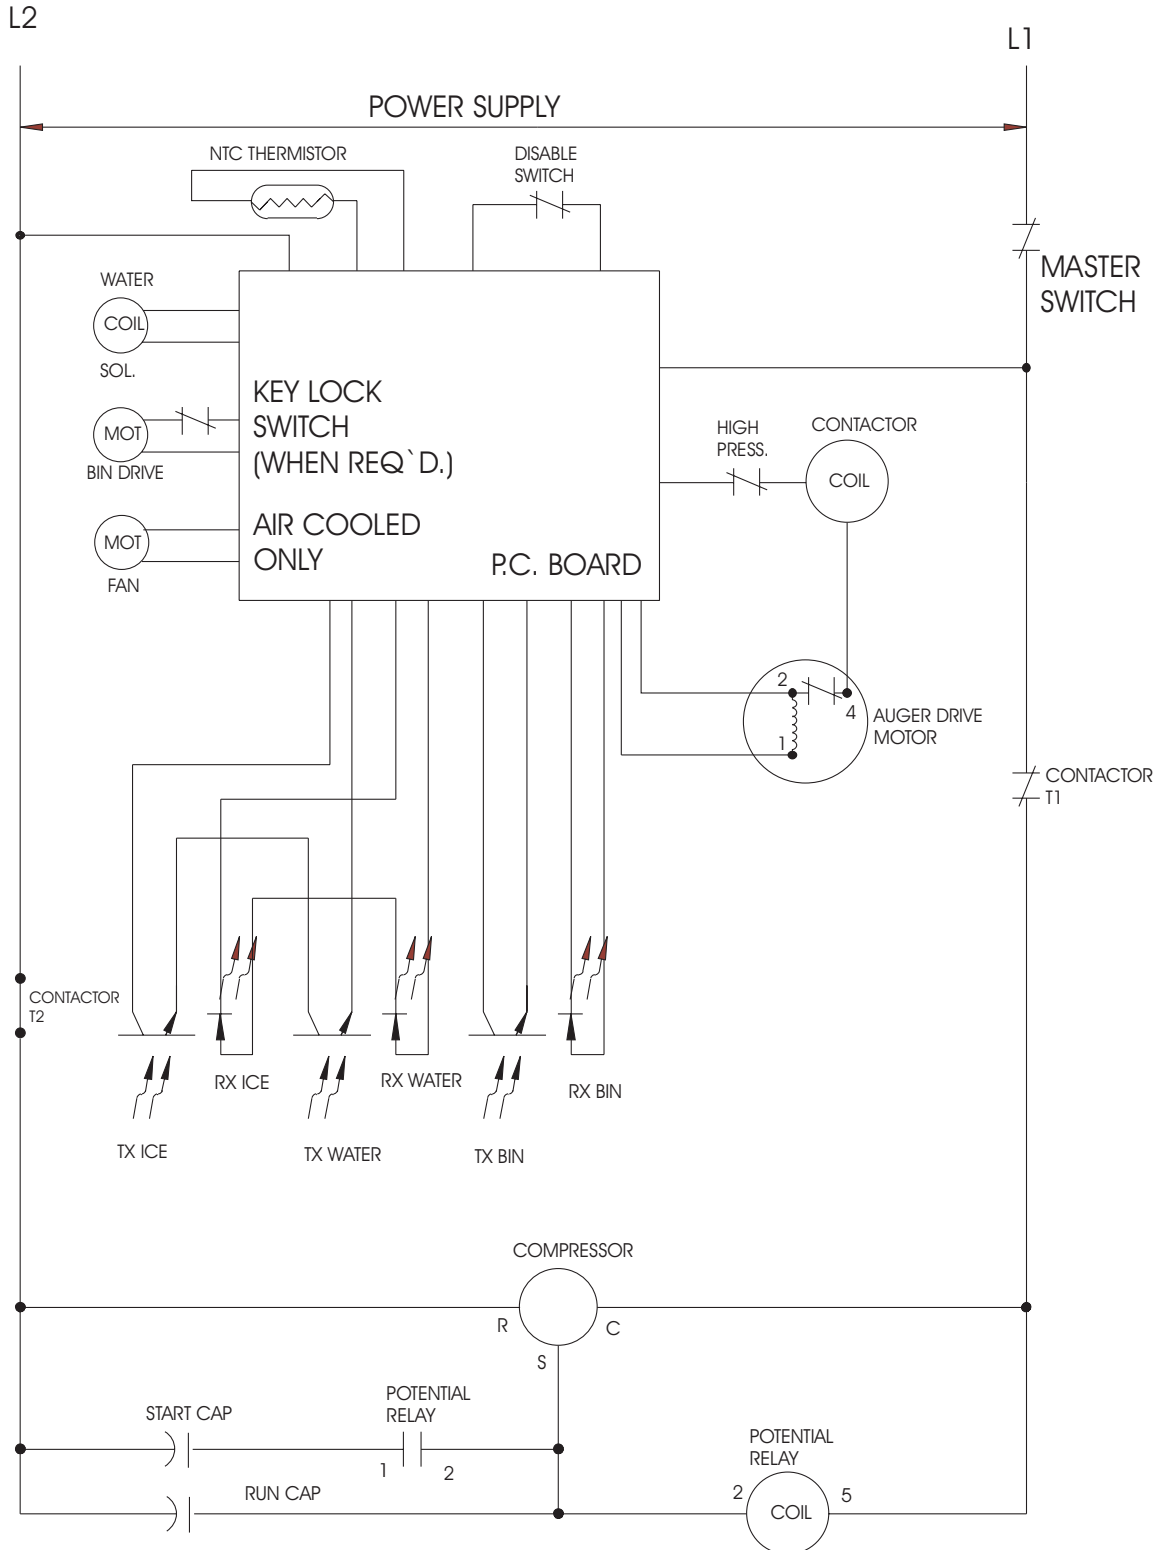 L2
L1
POWER SUPPLY
NTC THERMISTOR
DISABLE
SWITCH
MASTER
SWITCH
WATER
COIL
SOL.
KEY LOCK
SWITCH
(WHEN REQ`D.)
MOT
BIN DRIVE
HIGH
PRESS.
CONTACTOR
COIL
AIR COOLED
ONLY
MOT
FAN
P.C. BOARD
2
4
1
AUGER DRIVE
MOTOR
CONTACTOR
T1
CONTACTOR
T2
RX ICE
RX WATER
RX BIN
TX ICE
TX WATER
TX BIN
COMPRESSOR
R
C
S
START CAP
POTENTIAL
RELAY
1
2
POTENTIAL
RELAY
RUN CAP
2
COIL
5